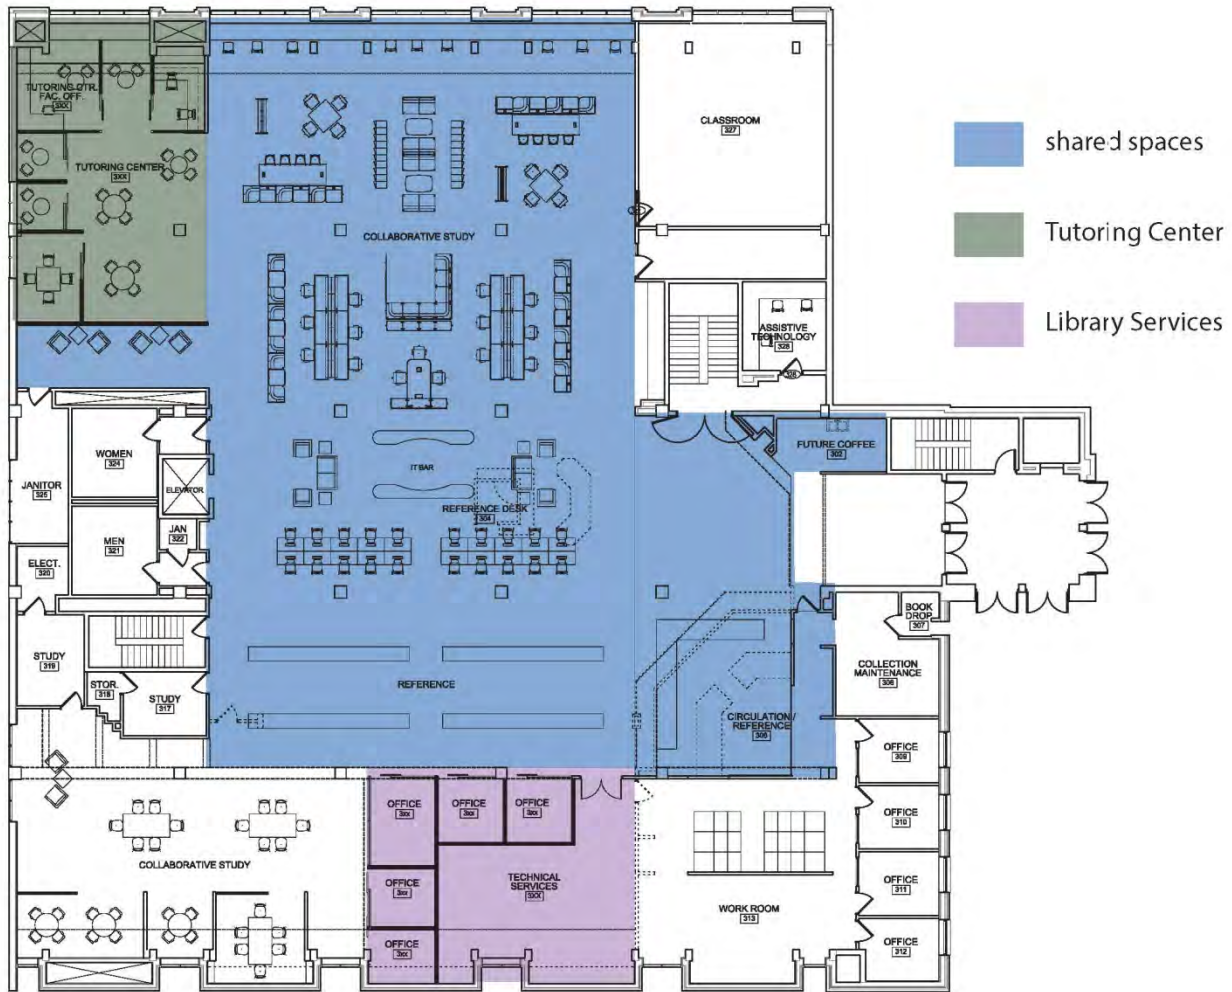 TUTORING CTR.
FAC. OFF.
3XX
TUTORING CENTER
3XX
COLLABORATIVE STUDY
CLASSROOM
327
ASSISTIVE
TECHNOLOGY
328
326
shared spaces
Tutoring Center
Library Services
WOMEN
324
JANITOR
325
ELEVATOR
MEN
321
JAN
322
ELECT.
320
IT BAR
REFERENCE DESK
304
FUTURE COFFEE
302
BOOK
DROP
307
COLLECTION
MAINTENANCE
306
STUDY
319
STOR.
318
STUDY
317
REFERENCE
CIRCULATION /
REFERENCE
305
OFFICE
309
OFFICE
310
OFFICE
311
OFFICE
312
OFFICE
3xx
OFFICE
3xx
OFFICE
3xx
OFFICE
3xx
OFFICE
3xx
TECHNICAL
SERVICES
3XX
WORK ROOM
313
COLLABORATIVE STUDY